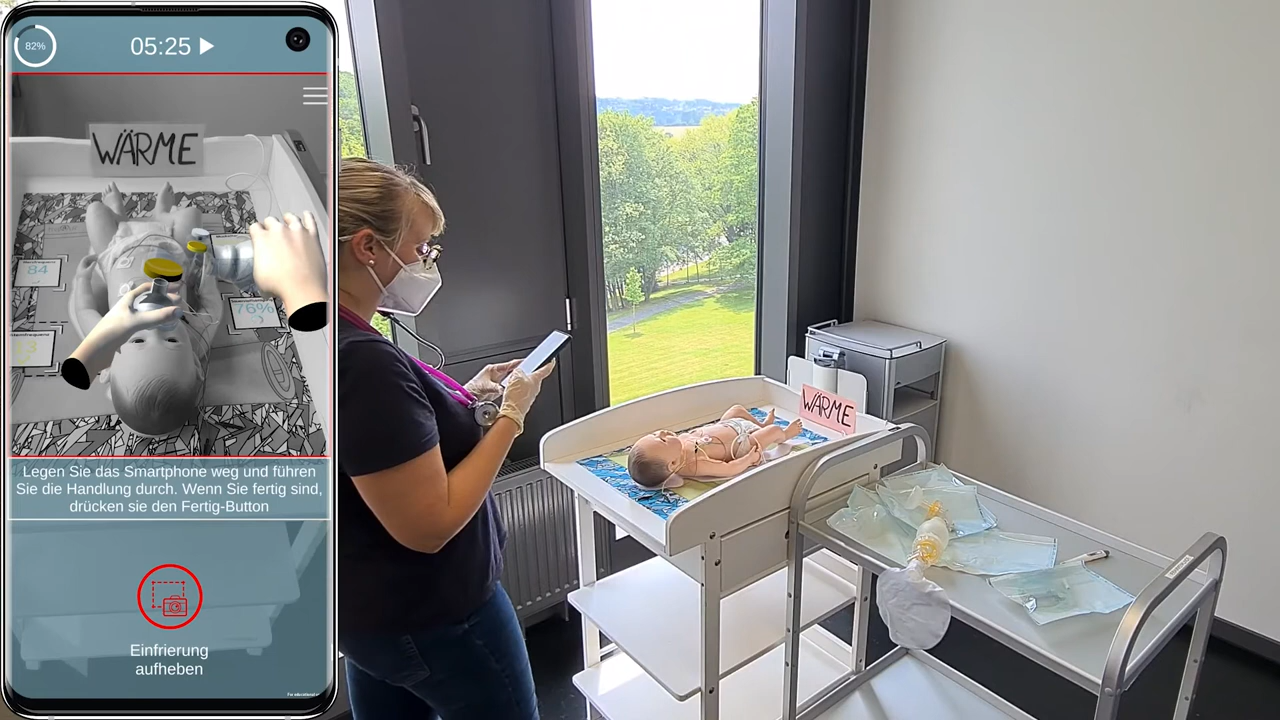 82%
05:25
WÄRME
84
76%
Legen Sie das Smartphone weg und führen
Sie die Handlung durch. Wenn Sie fertig sind,
drücken sie den Fertig-Button
Einfrierung
aufheben
WÄRME